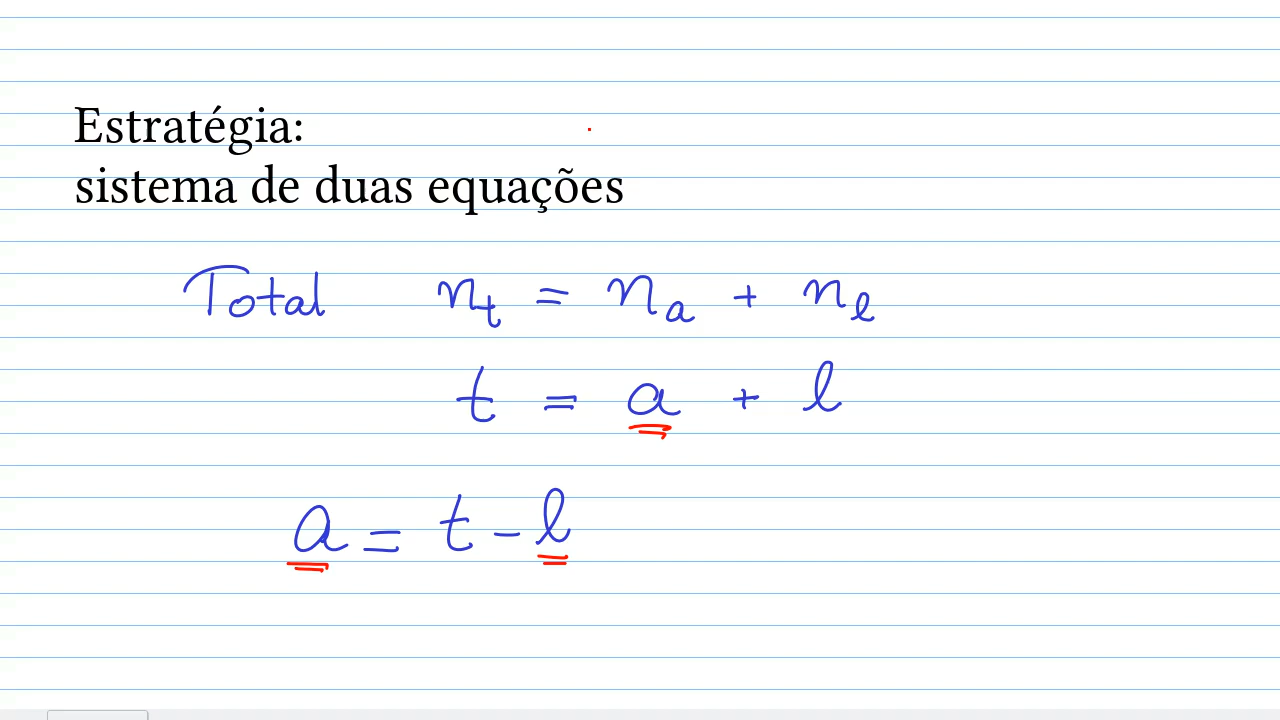 Estratégia:
sistema de duas equações
Total nₜ = nₐ + nₗ
t = a + l
a = t - l